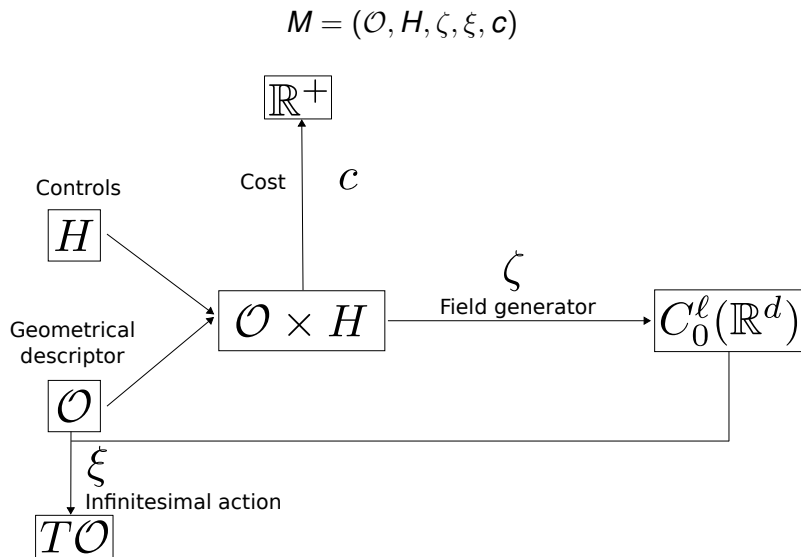 M = (𝒪, H, ζ, ξ, c)
ℝ⁺
Cost
c
Controls
H
Geometrical
descriptor
𝒪
𝒪 × H
ζ
Field generator
C₀^ℓ(ℝ^d)
ξ
Infinitesimal action
T𝒪